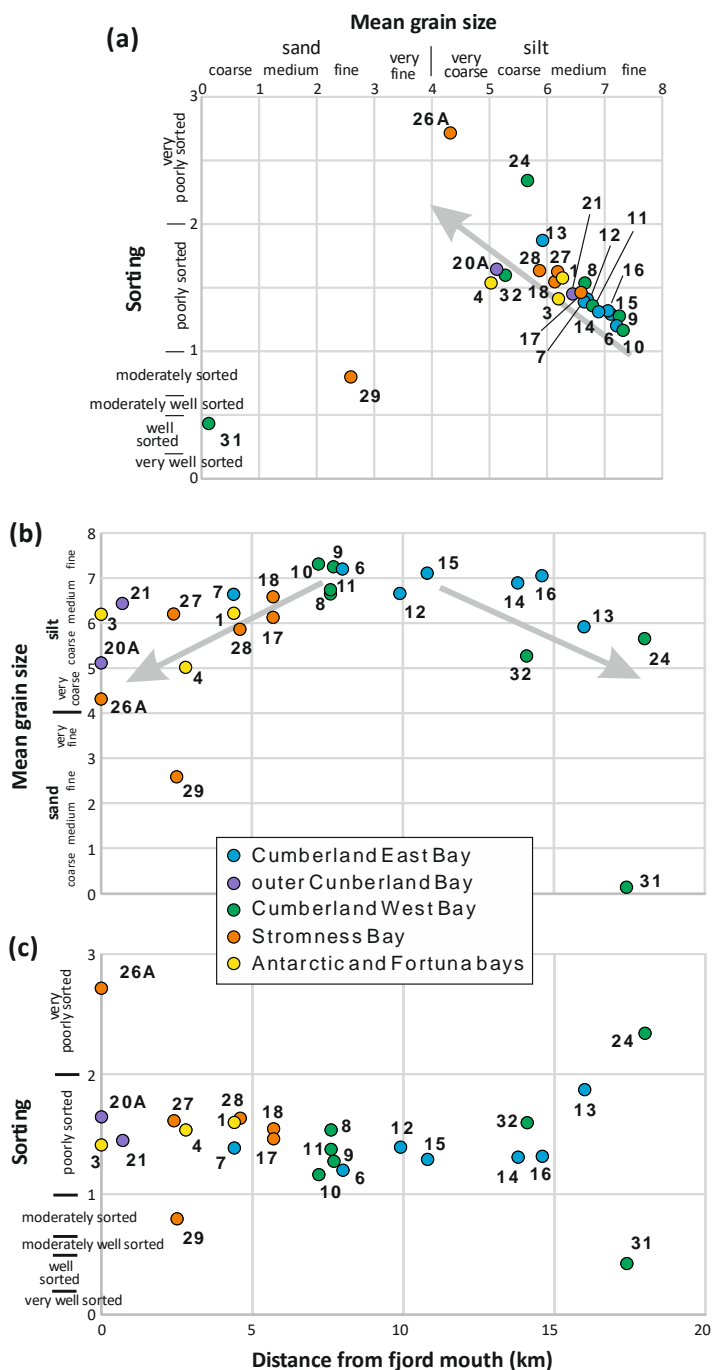 Mean grain size
(a)
sand silt
coarse medium fine very fine very coarse coarse medium fine
0 1 2 3 4 5 6 7 8
3
2
1
0
Sorting
very poorly sorted
poorly sorted
moderately sorted
moderately well sorted
well sorted
very well sorted
26A
24
21
11
13
12
20A
28
27
1
8
16
4
32
18
3
15
9
17
14
6
7
10
29
31
(b)
8
7
6
5
4
3
2
1
0
Mean grain size
silt
fine
medium
coarse
very coarse
sand
very fine
fine
medium
coarse
21
7
18
10
9
6
15
27
11
14
16
3
1
8
12
13
20A
28
17
4
32
24
26A
29
31
Cumberland East Bay
outer Cunberland Bay
Cumberland West Bay
Stromness Bay
Antarctic and Fortuna bays
(c)
3
2
1
0
Sorting
very poorly sorted
poorly sorted
moderately sorted
moderately well sorted
well sorted
very well sorted
26A
24
20A
27
28
18
8
12
32
13
1
3
21
4
7
17
11
9
15
14
16
10
6
29
31
0 5 10 15 20
Distance from fjord mouth (km)